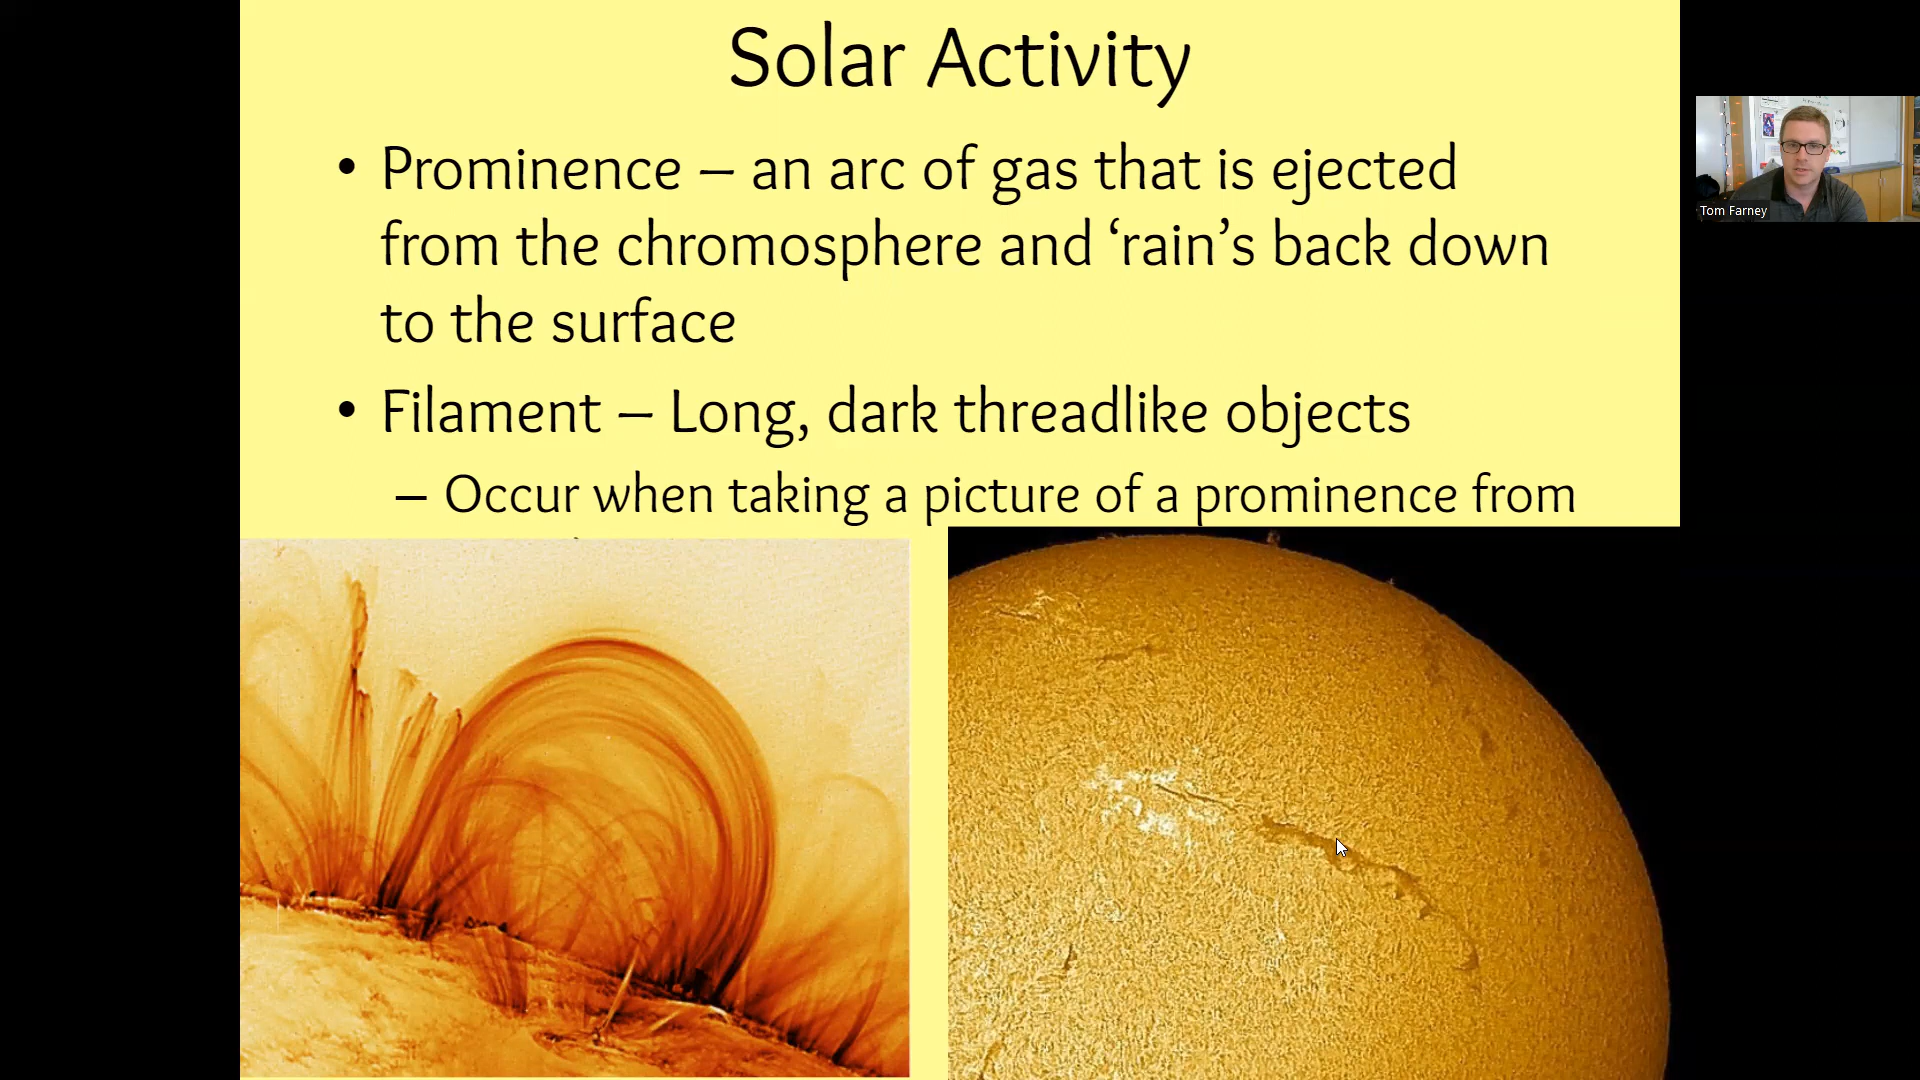 Solar Activity
• Prominence – an arc of gas that is ejected
from the chromosphere and ‘rain’s back down
to the surface
• Filament – Long, dark threadlike objects
– Occur when taking a picture of a prominence from
Tom Farney